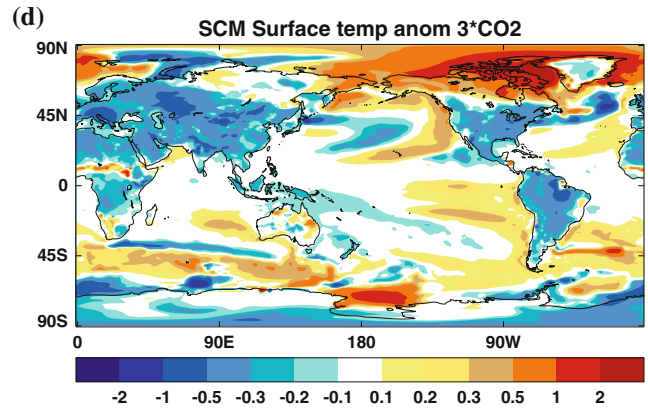 (d)
SCM Surface temp anom 3*CO2
90N
45N
0
45S
90S
0 90E 180 90W
-2 -1 -0.5 -0.3 -0.2 -0.1 0.1 0.2 0.3 0.5 1 2